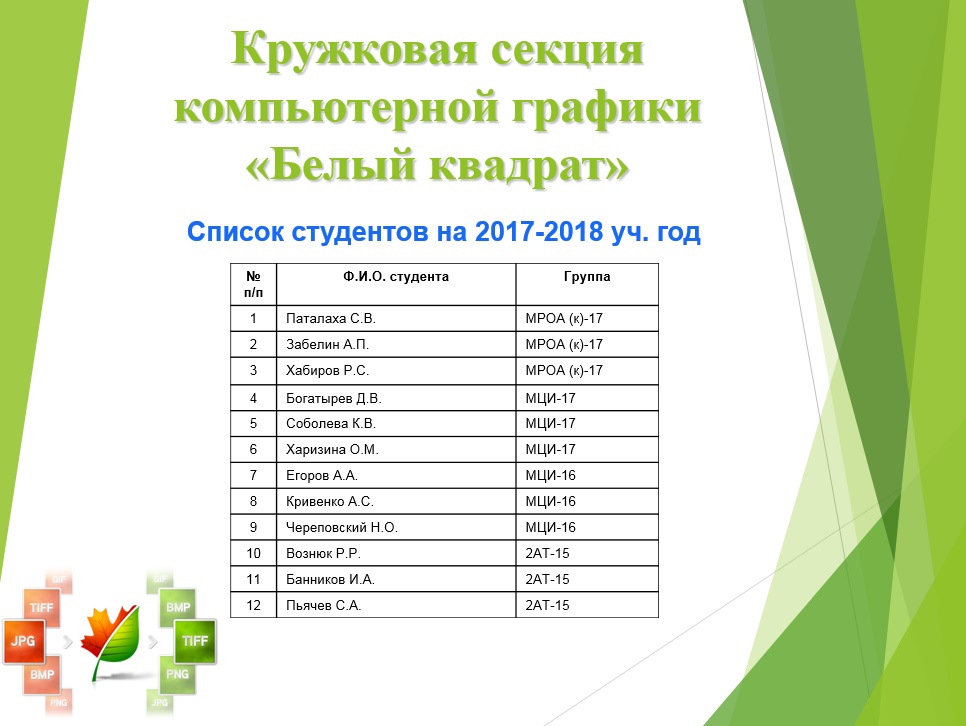 Кружковая секция
компьютерной графики
«Белый квадрат»
Список студентов на 2017-2018 уч. год
№ п/п Ф.И.О. студента Группа
1 Паталаха С.В. МРОА (к)-17
2 Забелин А.П. МРОА (к)-17
3 Хабиров Р.С. МРОА (к)-17
4 Богатырев Д.В. МЦИ-17
5 Соболева К.В. МЦИ-17
6 Харизина О.М. МЦИ-17
7 Егоров А.А. МЦИ-16
8 Кривенко А.С. МЦИ-16
9 Череповский Н.О. МЦИ-16
10 Вознюк Р.Р. 2АТ-15
11 Банников И.А. 2АТ-15
12 Пьячев С.А. 2АТ-15
GIF
TIFF
JPG
BMP
PNG
GIF
BMP
TIFF
PNG
JPG